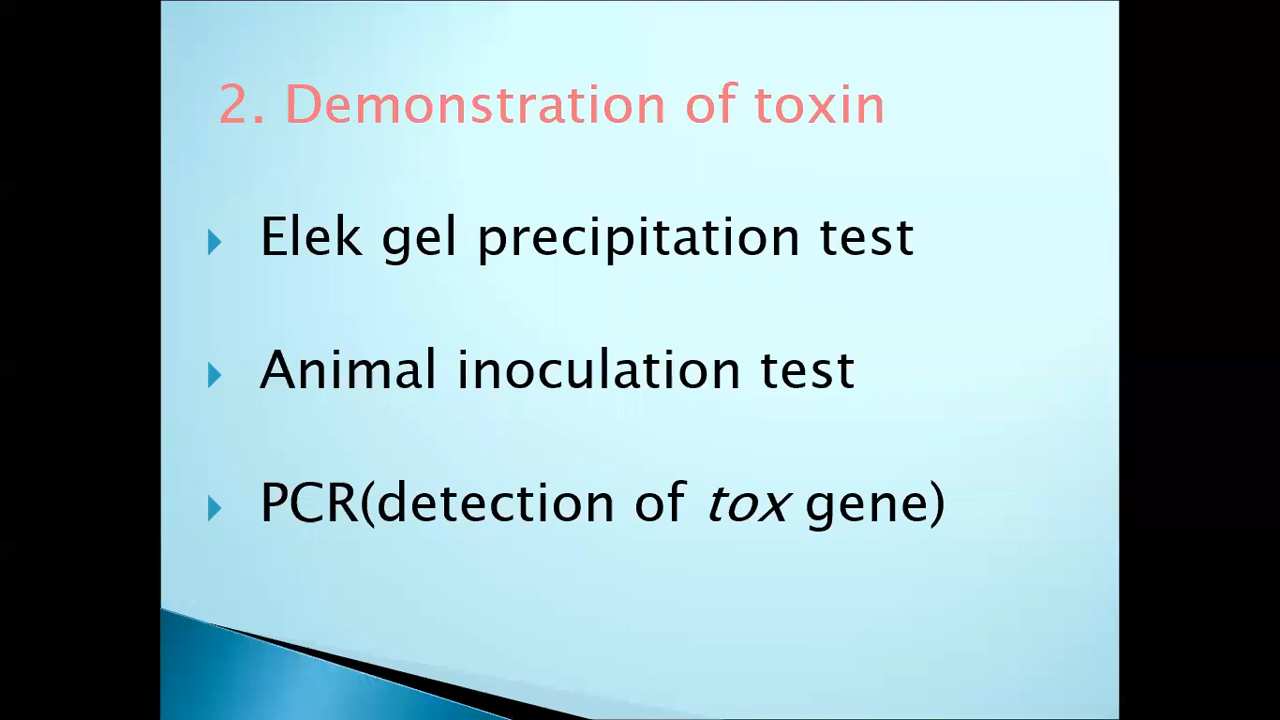 2. Demonstration of toxin
Elek gel precipitation test
Animal inoculation test
PCR(detection of tox gene)